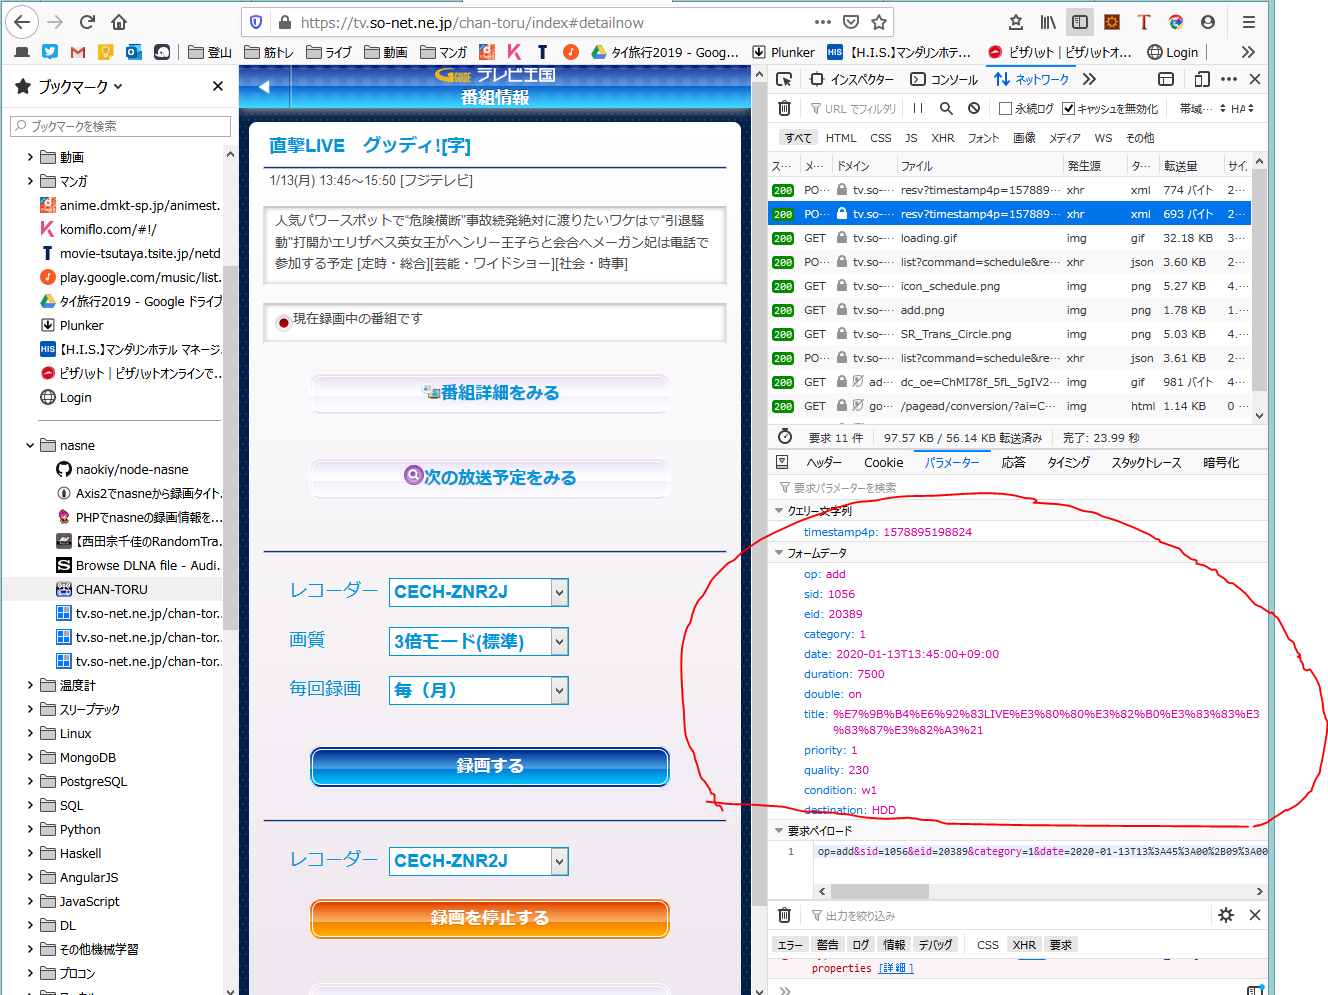 https://tv.so-net.ne.jp/chan-toru/index#detailnow
登山
筋トレ
ライブ
動画
マンガ
タイ旅行2019 - Goog…
Plunker
【H.I.S.】マンダリンホテ…
ピザハット | ピザハットオ…
Login
ブックマーク
ブックマークを検索
動画
マンガ
anime.dmkt-sp.jp/animest.
komiflo.com/#!/
movie-tsutaya.tsite.jp/netd
play.google.com/music/list.
タイ旅行2019 - Google ドライブ
Plunker
【H.I.S.】マンダリンホテル マネージ.
ピザハット | ピザハットオンラインで…
Login
nasne
naokiy/node-nasne
Axis2でnasneから録画タイト.
PHPでnasneの録画情報を…
【西田宗千佳のRandomTra.
Browse DLNA file - Audi.
CHAN-TORU
tv.so-net.ne.jp/chan-tor.
tv.so-net.ne.jp/chan-tor.
tv.so-net.ne.jp/chan-tor.
温度計
スリープテック
Linux
MongoDB
PostgreSQL
SQL
Python
Haskell
AngularJS
JavaScript
DL
その他機械学習
プロコン
G-GUIDE テレビ王国
番組情報
直撃LIVE　グッディ![字]
1/13(月) 13:45～15:50 [フジテレビ]
人気パワースポットで“危険横断”事故続発絶対に渡りたいワケは▽“引退騒
動”打開かエリザベス英女王がヘンリー王子らと会合へメーガン妃は電話で
参加する予定 [定時・総合][芸能・ワイドショー][社会・時事]
現在録画中の番組です
番組詳細をみる
次の放送予定をみる
レコーダー CECH-ZNR2J
画質 3倍モード(標準)
毎回録画 毎（月）
録画する
レコーダー CECH-ZNR2J
録画を停止する
インスペクター コンソール ネットワーク
URL でフィルタリ 永続ログ キャッシュを無効化 帯域… HA
すべて HTML CSS JS XHR フォント 画像 メディア WS その他
ス… メ… ドメイン ファイル 発生源 タ… 転送量 サイ
200 PO… tv.so-… resv?timestamp4p=157889… xhr xml 774 バイト 2…
200 PO… tv.so-… resv?timestamp4p=157889… xhr xml 693 バイト 2…
200 GET tv.so-… loading.gif img gif 32.18 KB 3…
200 PO… tv.so-… list?command=schedule&re… xhr json 3.60 KB 2…
200 GET tv.so-… icon_schedule.png img png 5.27 KB 4…
200 GET tv.so-… add.png img png 1.78 KB 1…
200 GET tv.so-… SR_Trans_Circle.png img png 5.03 KB 4…
200 PO… tv.so-… list?command=schedule&re… xhr json 3.61 KB 2…
200 GET ad… dc_oe=ChMI78f_5fL_5gIV2… img gif 981 バイト 4…
200 GET go… /pagead/conversion/?ai=C… img html 1.14 KB 0 …
要求 11 件 97.57 KB / 56.14 KB 転送済み 完了: 23.99 秒
ヘッダー Cookie パラメーター 応答 タイミング スタックトレース 暗号化
要求パラメーターを検索
クエリー文字列
timestamp4p: 1578895198824
フォームデータ
op: add
sid: 1056
eid: 20389
category: 1
date: 2020-01-13T13:45:00+09:00
duration: 7500
double: on
title: %E7%9B%B4%E6%92%83LIVE%E3%80%80%E3%82%B0%E3%83%83%E3
%83%87%E3%82%A3%21
priority: 1
quality: 230
condition: w1
destination: HDD
要求ペイロード
1 op=add&sid=1056&eid=20389&category=1&date=2020-01-13T13%3A45%3A00%2B09%3A00
出力を絞り込み
エラー 警告 ログ 情報 デバッグ CSS XHR 要求
properties [詳細]